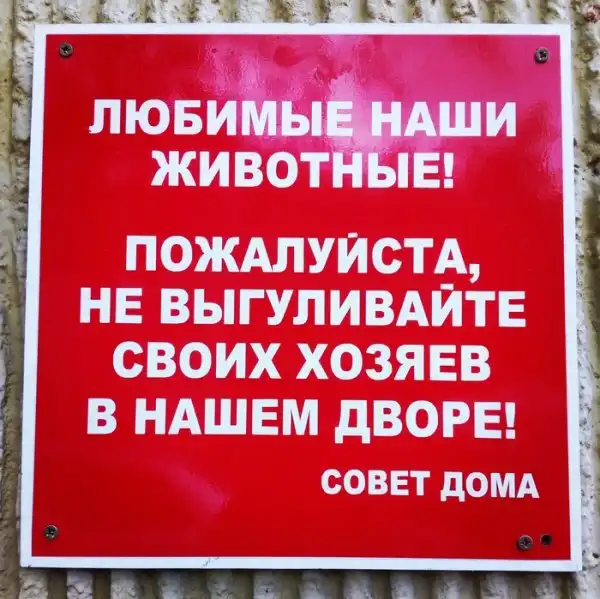 ЛЮБИМЫЕ НАШИ
ЖИВОТНЫЕ!
ПОЖАЛУЙСТА,
НЕ ВЫГУЛИВАЙТЕ
СВОИХ ХОЗЯЕВ
В НАШЕМ ДВОРЕ!
СОВЕТ ДОМА